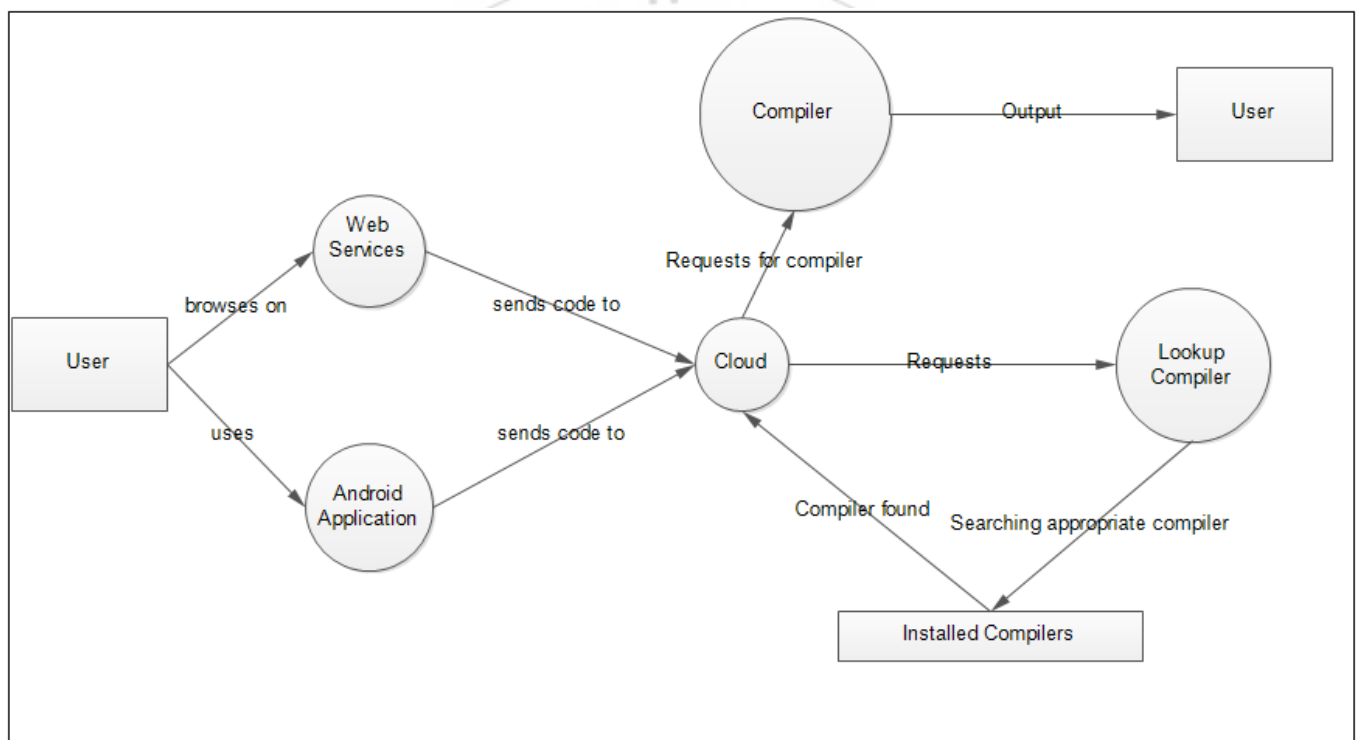 Compiler
Output
User
Web
Services
Requests for compiler
browses on
sends code to
User
Cloud
Requests
Lookup
Compiler
uses
sends code to
Android
Application
Compiler found
Searching appropriate compiler
Installed Compilers